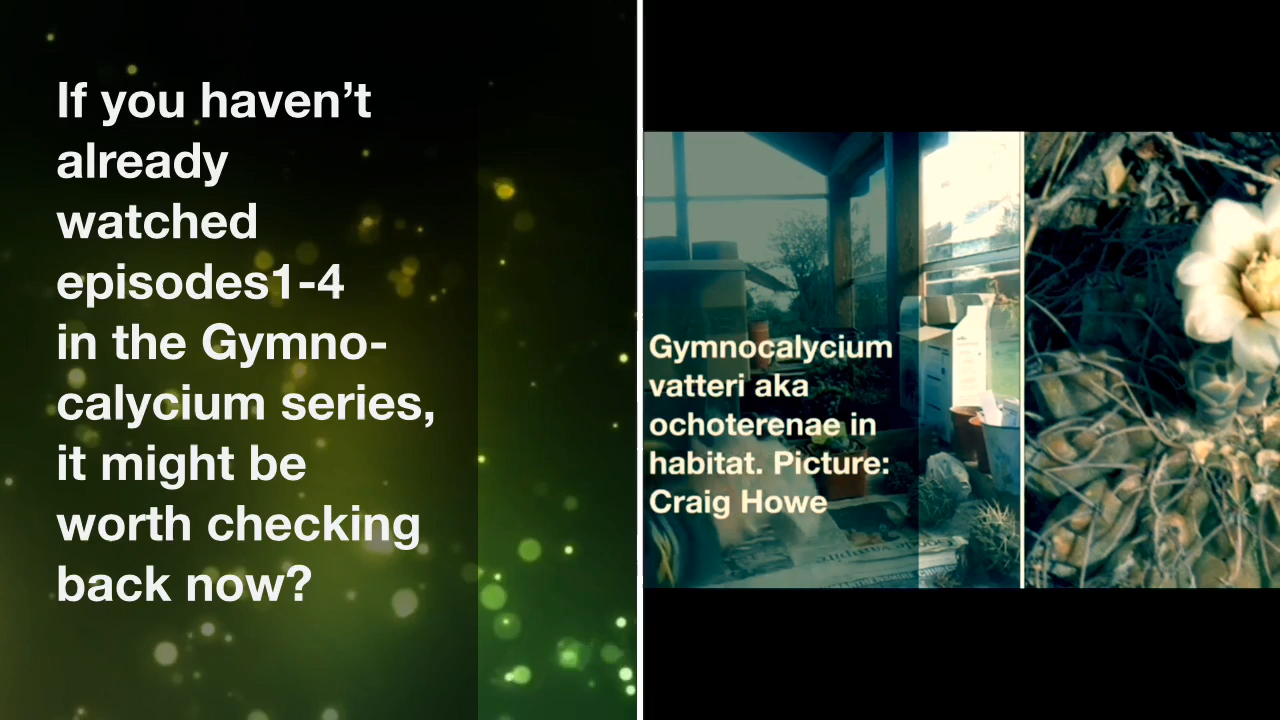 If you haven’t
already
watched
episodes1-4
in the Gymno-
calycium series,
it might be
worth checking
back now?
Gymnocalycium
vatteri aka
ochoterenae in
habitat. Picture:
Craig Howe